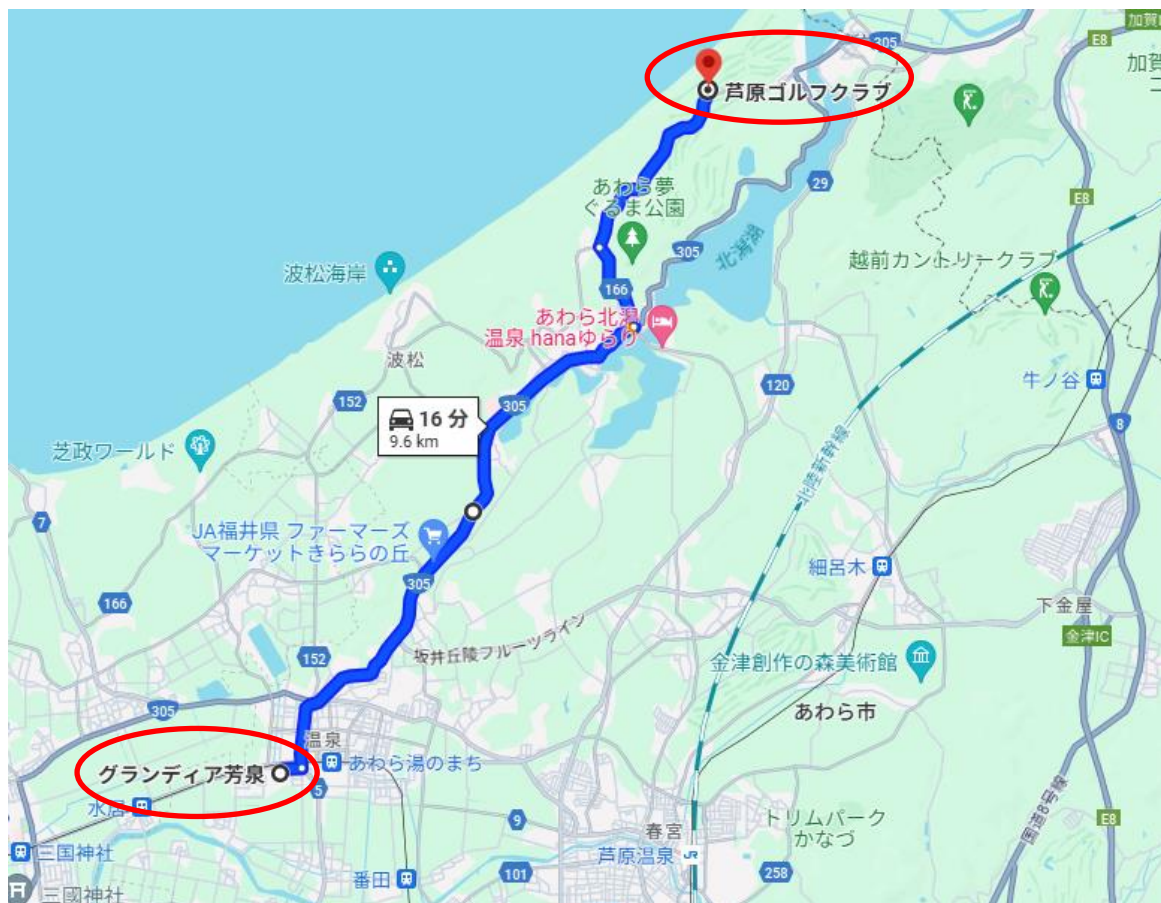 305
加賀
E8
加賀
芦原ゴルフクラブ
あわら夢
ぐるま公園
29
E8
305
北潟湖
越前カントリークラブ
波松海岸
166
あわら北潟
温泉 hanaゆらり
波松
牛ノ谷
120
152
305
16 分
9.6 km
8
芝政ワールド
北陸新幹線
7
JA福井県 ファーマーズ
マーケットきららの丘
細呂木
305
166
下金屋
坂井丘陵フルーツライン
金津IC
152
金津創作の森美術館
305
あわら市
温泉
グランディア芳泉
あわら湯のまち
5
水居
国道8号線
9
トリムパーク
かなづ
E8
春宮
三国神社
芦原温泉
JR
番田
101
258
三國神社